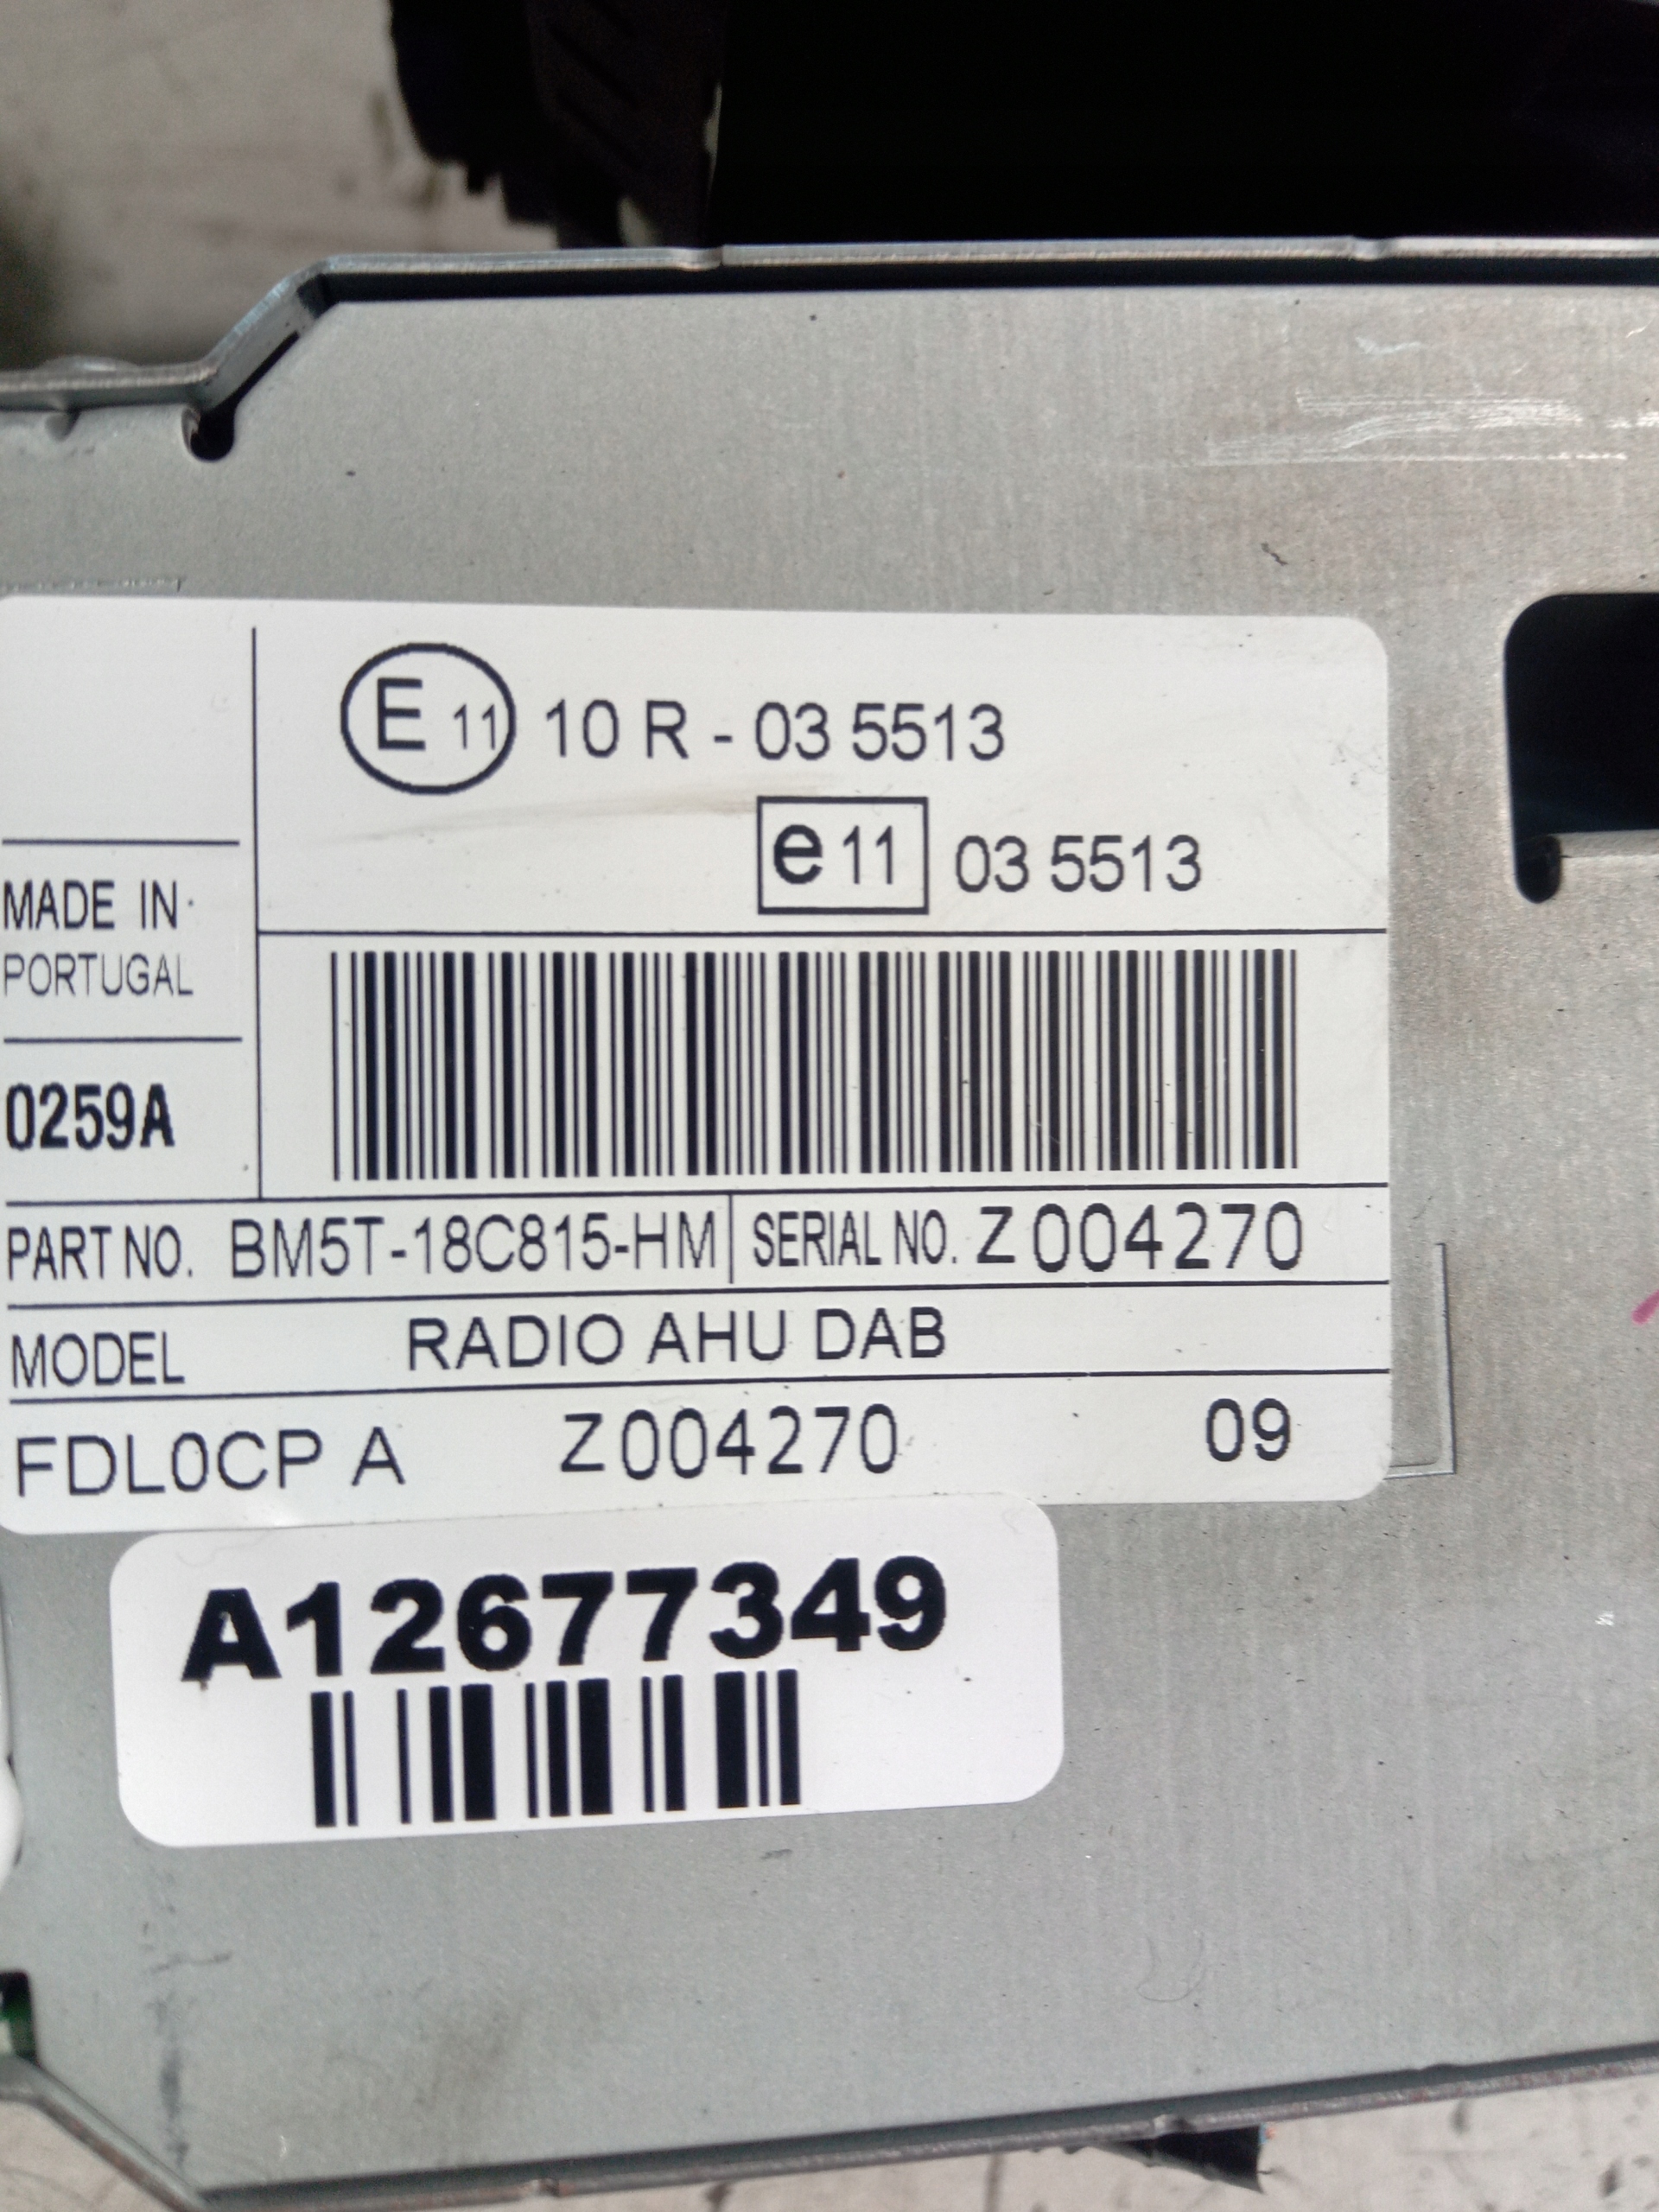 E 11 10 R - 03 5513
e 11 03 5513
MADE IN
PORTUGAL
0259A
PART NO. BM5T-18C815-HM SERIAL NO. Z004270
MODEL RADIO AHU DAB
FDL0CP A Z004270 09
A12677349